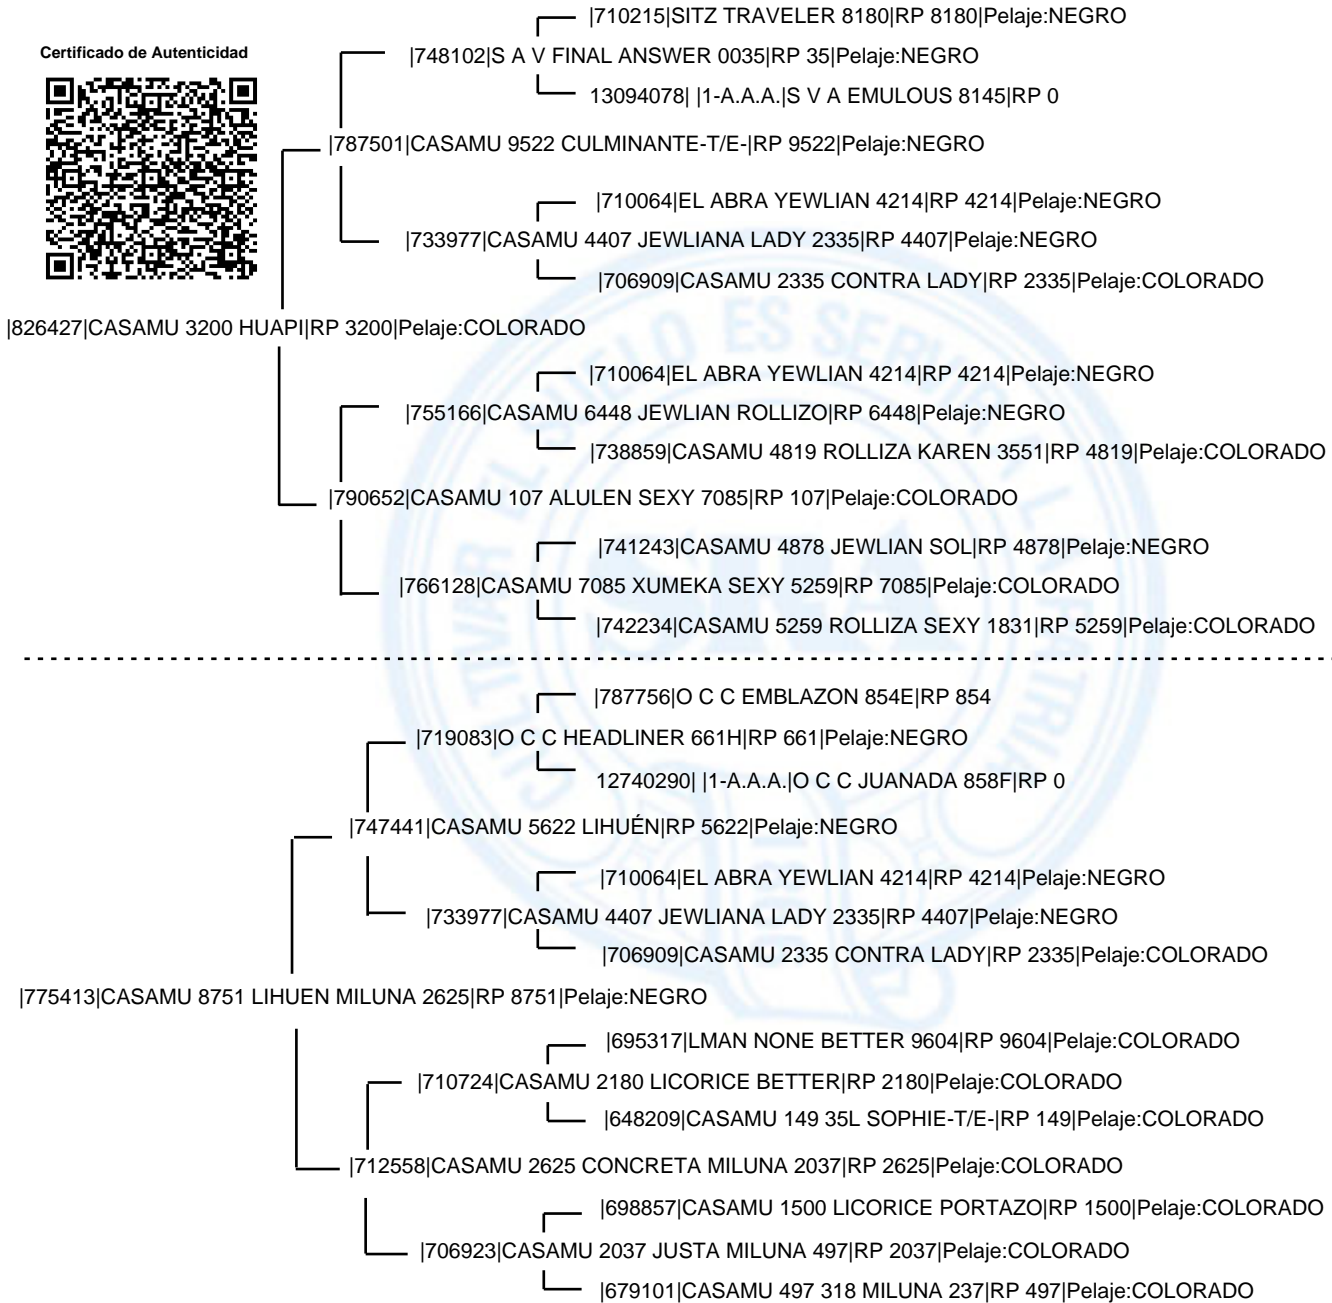 |710215|SITZ TRAVELER 8180|RP 8180|Pelaje:NEGRO
Certificado de Autenticidad
|748102|S A V FINAL ANSWER 0035|RP 35|Pelaje:NEGRO
13094078| |1-A.A.A.|S V A EMULOUS 8145|RP 0
|787501|CASAMU 9522 CULMINANTE-T/E-|RP 9522|Pelaje:NEGRO
|710064|EL ABRA YEWLIAN 4214|RP 4214|Pelaje:NEGRO
|733977|CASAMU 4407 JEWLIANA LADY 2335|RP 4407|Pelaje:NEGRO
|706909|CASAMU 2335 CONTRA LADY|RP 2335|Pelaje:COLORADO
|826427|CASAMU 3200 HUAPI|RP 3200|Pelaje:COLORADO
|710064|EL ABRA YEWLIAN 4214|RP 4214|Pelaje:NEGRO
|755166|CASAMU 6448 JEWLIAN ROLLIZO|RP 6448|Pelaje:NEGRO
|738859|CASAMU 4819 ROLLIZA KAREN 3551|RP 4819|Pelaje:COLORADO
|790652|CASAMU 107 ALULEN SEXY 7085|RP 107|Pelaje:COLORADO
|741243|CASAMU 4878 JEWLIAN SOL|RP 4878|Pelaje:NEGRO
|766128|CASAMU 7085 XUMEKA SEXY 5259|RP 7085|Pelaje:COLORADO
|742234|CASAMU 5259 ROLLIZA SEXY 1831|RP 5259|Pelaje:COLORADO
|787756|O C C EMBLAZON 854E|RP 854
|719083|O C C HEADLINER 661H|RP 661|Pelaje:NEGRO
12740290| |1-A.A.A.|O C C JUANADA 858F|RP 0
|747441|CASAMU 5622 LIHUÉN|RP 5622|Pelaje:NEGRO
|710064|EL ABRA YEWLIAN 4214|RP 4214|Pelaje:NEGRO
|733977|CASAMU 4407 JEWLIANA LADY 2335|RP 4407|Pelaje:NEGRO
|706909|CASAMU 2335 CONTRA LADY|RP 2335|Pelaje:COLORADO
|775413|CASAMU 8751 LIHUEN MILUNA 2625|RP 8751|Pelaje:NEGRO
|695317|LMAN NONE BETTER 9604|RP 9604|Pelaje:COLORADO
|710724|CASAMU 2180 LICORICE BETTER|RP 2180|Pelaje:COLORADO
|648209|CASAMU 149 35L SOPHIE-T/E-|RP 149|Pelaje:COLORADO
|712558|CASAMU 2625 CONCRETA MILUNA 2037|RP 2625|Pelaje:COLORADO
|698857|CASAMU 1500 LICORICE PORTAZO|RP 1500|Pelaje:COLORADO
|706923|CASAMU 2037 JUSTA MILUNA 497|RP 2037|Pelaje:COLORADO
|679101|CASAMU 497 318 MILUNA 237|RP 497|Pelaje:COLORADO
CULTIVAR EL SUELO ES SERVIR A LA PATRIA
SRA
1866